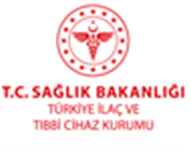 T.C. SAĞLIK BAKANLIĞI
TÜRKİYE İLAÇ VE
TIBBİ CİHAZ KURUMU